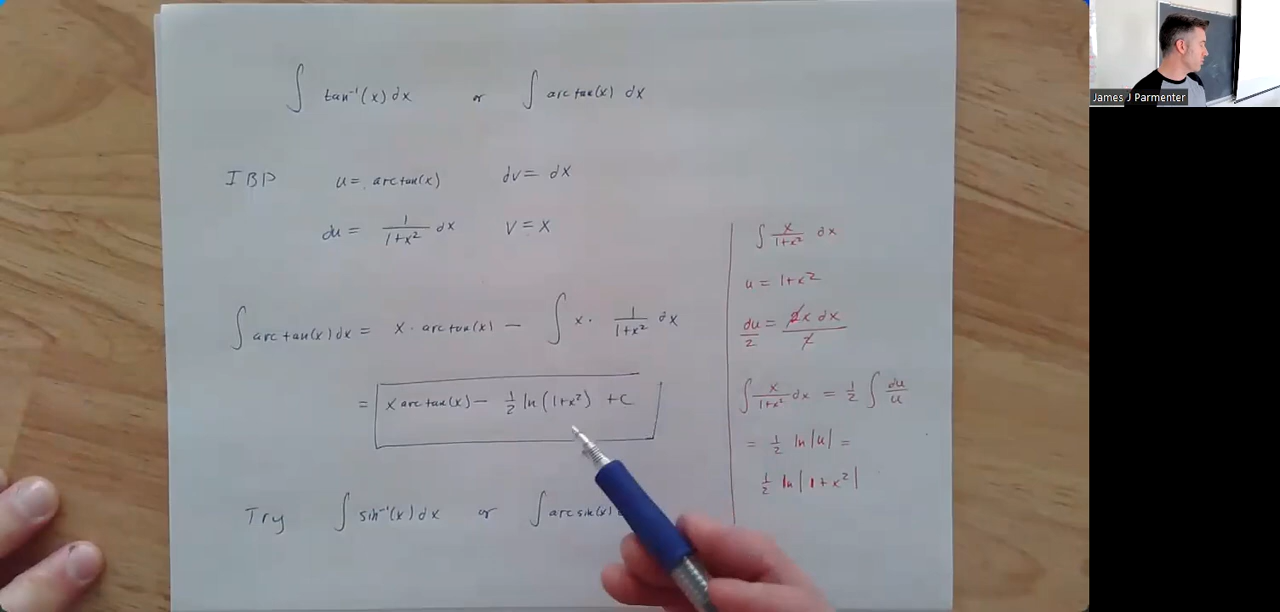 ∫ tan⁻¹(x) dx or ∫ arctan(x) dx
IBP u = arctan(x) dv = dx
du = 1/(1+x²) dx v = x
∫ arctan(x) dx = x · arctan(x) − ∫ x · 1/(1+x²) dx
= x arctan(x) − ½ ln(1+x²) + C
Try ∫ sin⁻¹(x) dx or ∫ arcsin(x)
∫ x/(1+x²) dx
u = 1+x²
du/2 = 2x dx/2
∫ x/(1+x²) dx = ½ ∫ du/u
= ½ ln|u| =
½ ln|1+x²|
James J Parmenter